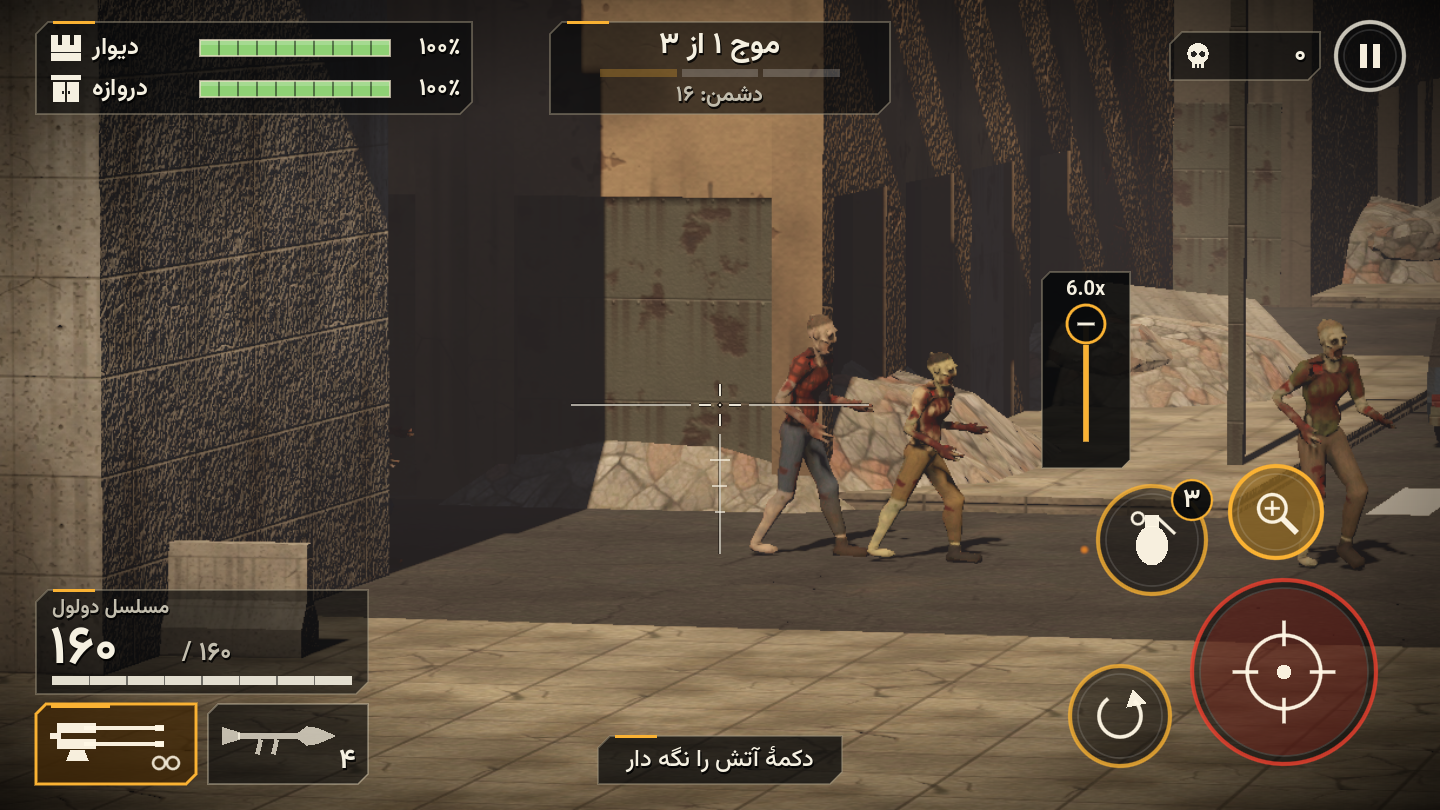 دیوار ۱۰۰٪
دروازه ۱۰۰٪
موج ۱ از ۳
دشمن: ۱۶
۰
6.0x
۳
مسلسل دولول
۱۶۰ / ۱۶۰
∞
۴
دکمهٔ آتش را نگه دار